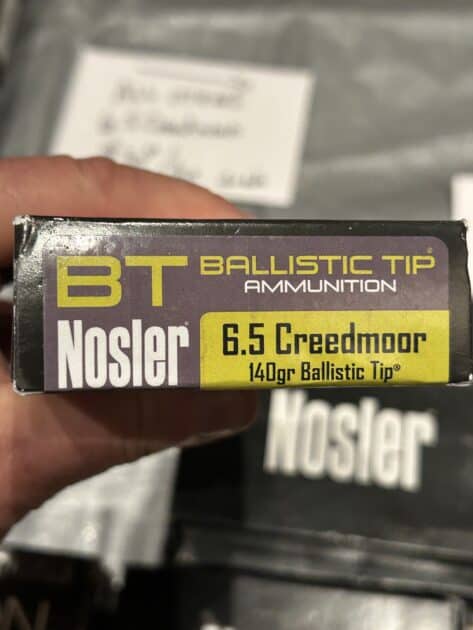 BT BALLISTIC TIP®
AMMUNITION
Nosler®
6.5 Creedmoor
140gr Ballistic Tip®
Nosler